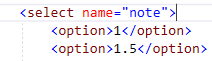 <select name="note">
<option>1</option>
<option>1.5</option>